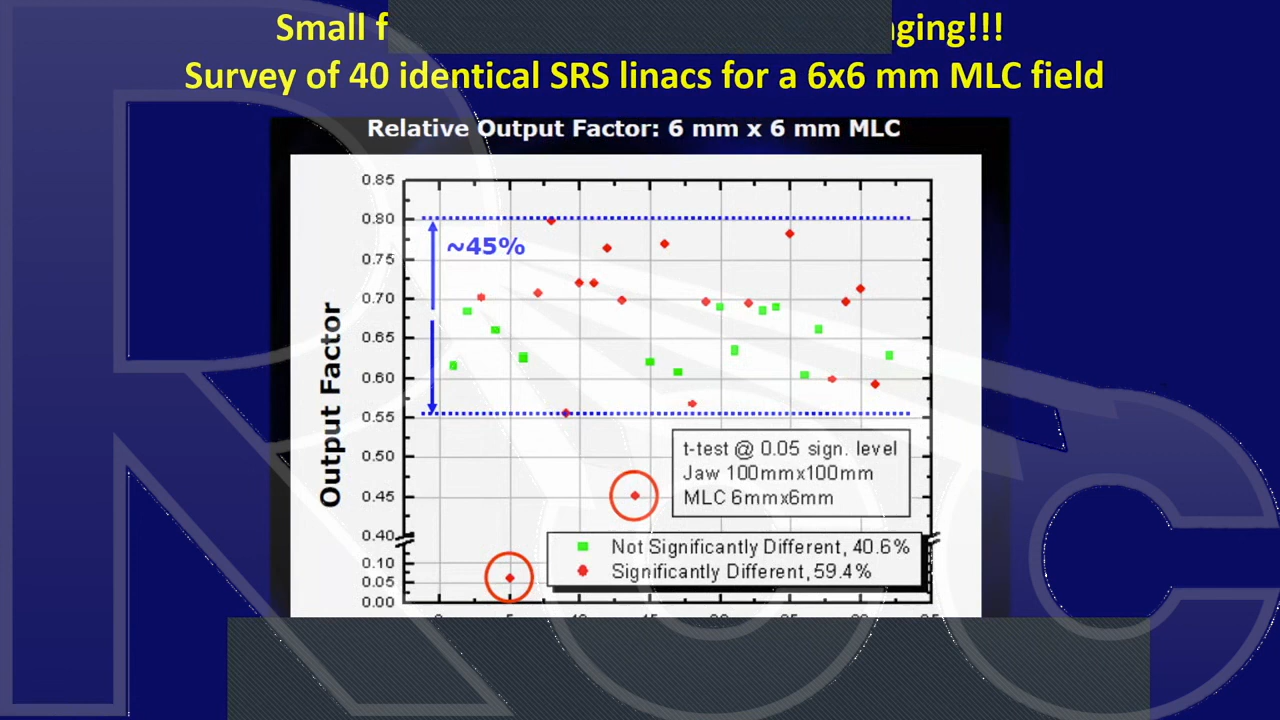 Small
Survey of 40 identical SRS linacs for a 6x6 mm MLC field
Relative Output Factor: 6 mm x 6 mm MLC
0.85
0.80
~45%
0.75
0.70
0.65
0.60
0.55
0.50
0.45
0.40
0.10
0.05
0.00
Output Factor
t-test @ 0.05 sign. level
Jaw 100mmx100mm
MLC 6mmx6mm
Not Significantly Different, 40.6%
Significantly Different, 59.4%